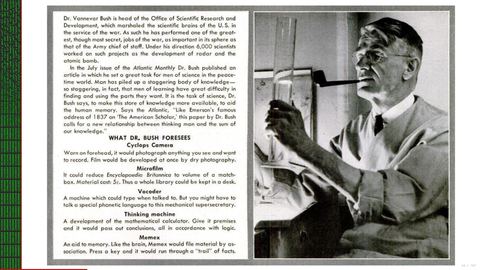 Dr. Vannevar Bush is head of the Office of Scientific Research and
Development, which marshaled the scientific brains of the U.S. in
the service of the war. As such he has performed one of the great-
est, though most secret, jobs of the war, as important in its sphere as
that of the Army chief of staff. Under his direction 6,000 scientists
worked on such projects as the development of radar and the
atomic bomb.
In the July issue of the Atlantic Monthly Dr. Bush published an
article in which he set a great task for men of science in the peace-
time world. Man has piled up a staggering body of knowledge—
so staggering, in fact, that men of learning have great difficulty in
finding and using the parts they want. It is the task of science, Dr.
Bush says, to make this store of knowledge more available, to aid
the human memory. Says the Atlantic, "Like Emerson's famous
address of 1837 on 'The American Scholar,' this paper by Dr. Bush
calls for a new relationship between thinking man and the sum of
our knowledge."
WHAT DR. BUSH FORESEES
Cyclops Camera
Worn on forehead, it would photograph anything you see and want
to record. Film would be developed at once by dry photography.
Microfilm
It could reduce Encyclopaedia Britannica to volume of a match-
box. Material cost: 5c. Thus a whole library could be kept in a desk.
Vocoder
A machine which could type when talked to. But you might have to
talk a special phonetic language to this mechanical supersecretary.
Thinking machine
A development of the mathematical calculator. Give it premises
and it would pass out conclusions, all in accordance with logic.
Memex
An aid to memory. Like the brain, Memex would file material by as-
sociation. Press a key and it would run through a "trail" of facts.